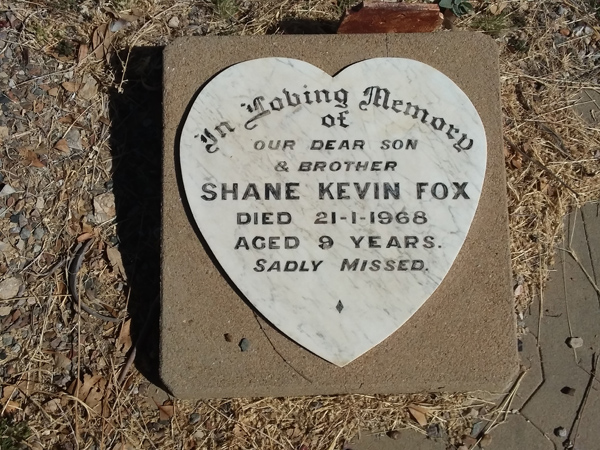 In Loving Memory
of
OUR DEAR SON
& BROTHER
SHANE KEVIN FOX
DIED 21-1-1968
AGED 9 YEARS.
SADLY MISSED.